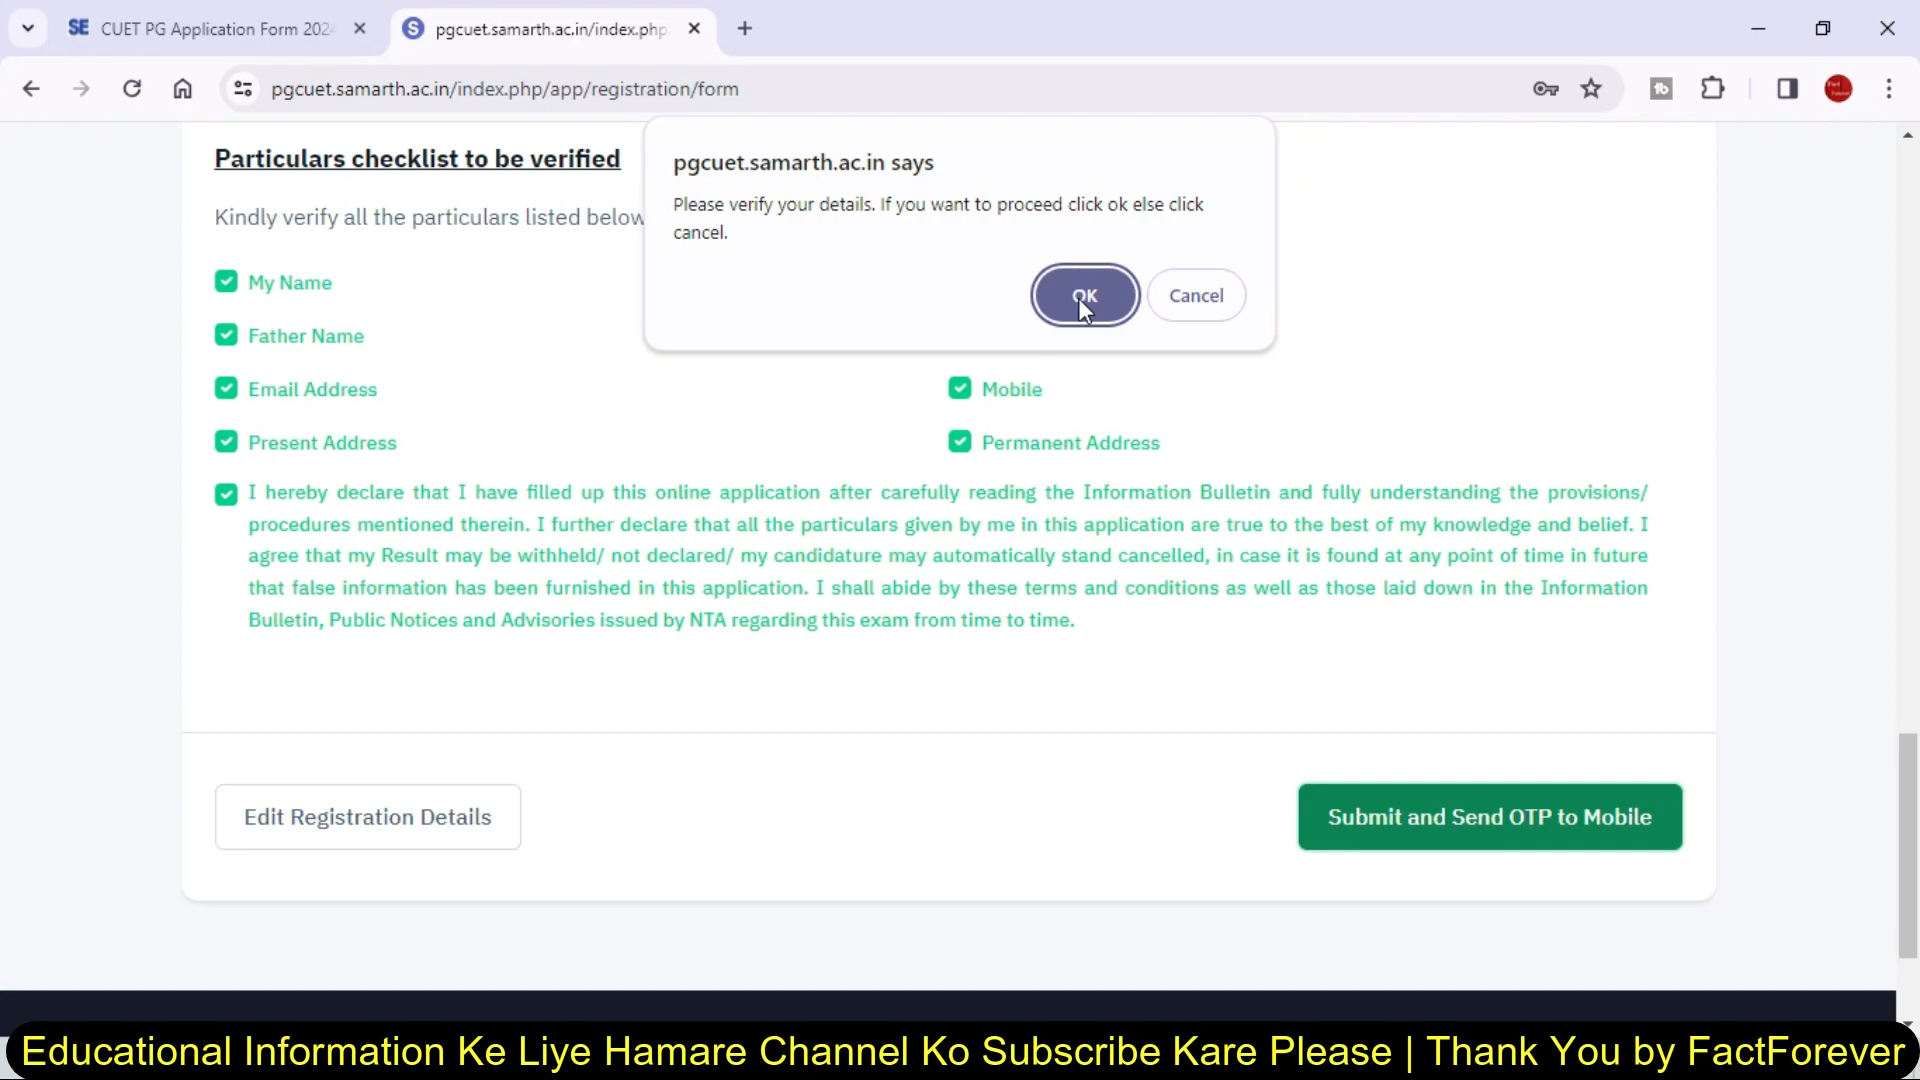 CUET PG Application Form 202
pgcuet.samarth.ac.in/index.php
pgcuet.samarth.ac.in/index.php/app/registration/form
Particulars checklist to be verified
Kindly verify all the particulars listed below
pgcuet.samarth.ac.in says
Please verify your details. If you want to proceed click ok else click
cancel.
OK
Cancel
My Name
Father Name
Email Address
Mobile
Present Address
Permanent Address
I hereby declare that I have filled up this online application after carefully reading the Information Bulletin and fully understanding the provisions/
procedures mentioned therein. I further declare that all the particulars given by me in this application are true to the best of my knowledge and belief. I
agree that my Result may be withheld/ not declared/ my candidature may automatically stand cancelled, in case it is found at any point of time in future
that false information has been furnished in this application. I shall abide by these terms and conditions as well as those laid down in the Information
Bulletin, Public Notices and Advisories issued by NTA regarding this exam from time to time.
Edit Registration Details
Submit and Send OTP to Mobile
Educational Information Ke Liye Hamare Channel Ko Subscribe Kare Please | Thank You by FactForever